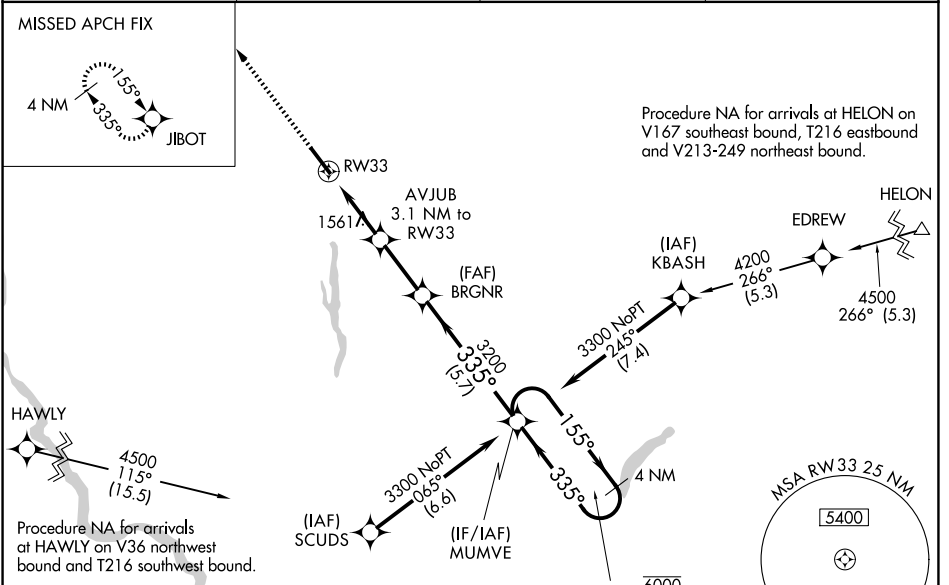 MISSED APCH FIX
155°
4 NM
335°
JIBOT
RW33
Procedure NA for arrivals at HELON on
V167 southeast bound, T216 eastbound
and V213-249 northeast bound.
AVJUB
3.1 NM to
RW33
1561
HELON
EDREW
(IAF)
KBASH
4200
266°
(5.3)
4500
266° (5.3)
(FAF)
BRGNR
3300 NoPT
245°
(7.4)
3200
335°
(5.7)
HAWLY
4500
115°
(15.5)
155°
335°
4 NM
3300 NoPT
065°
(6.6)
(IAF)
SCUDS
(IF/IAF)
MUMVE
Procedure NA for arrivals
at HAWLY on V36 northwest
bound and T216 southwest bound.
MSA RW33 25 NM
5400
6000